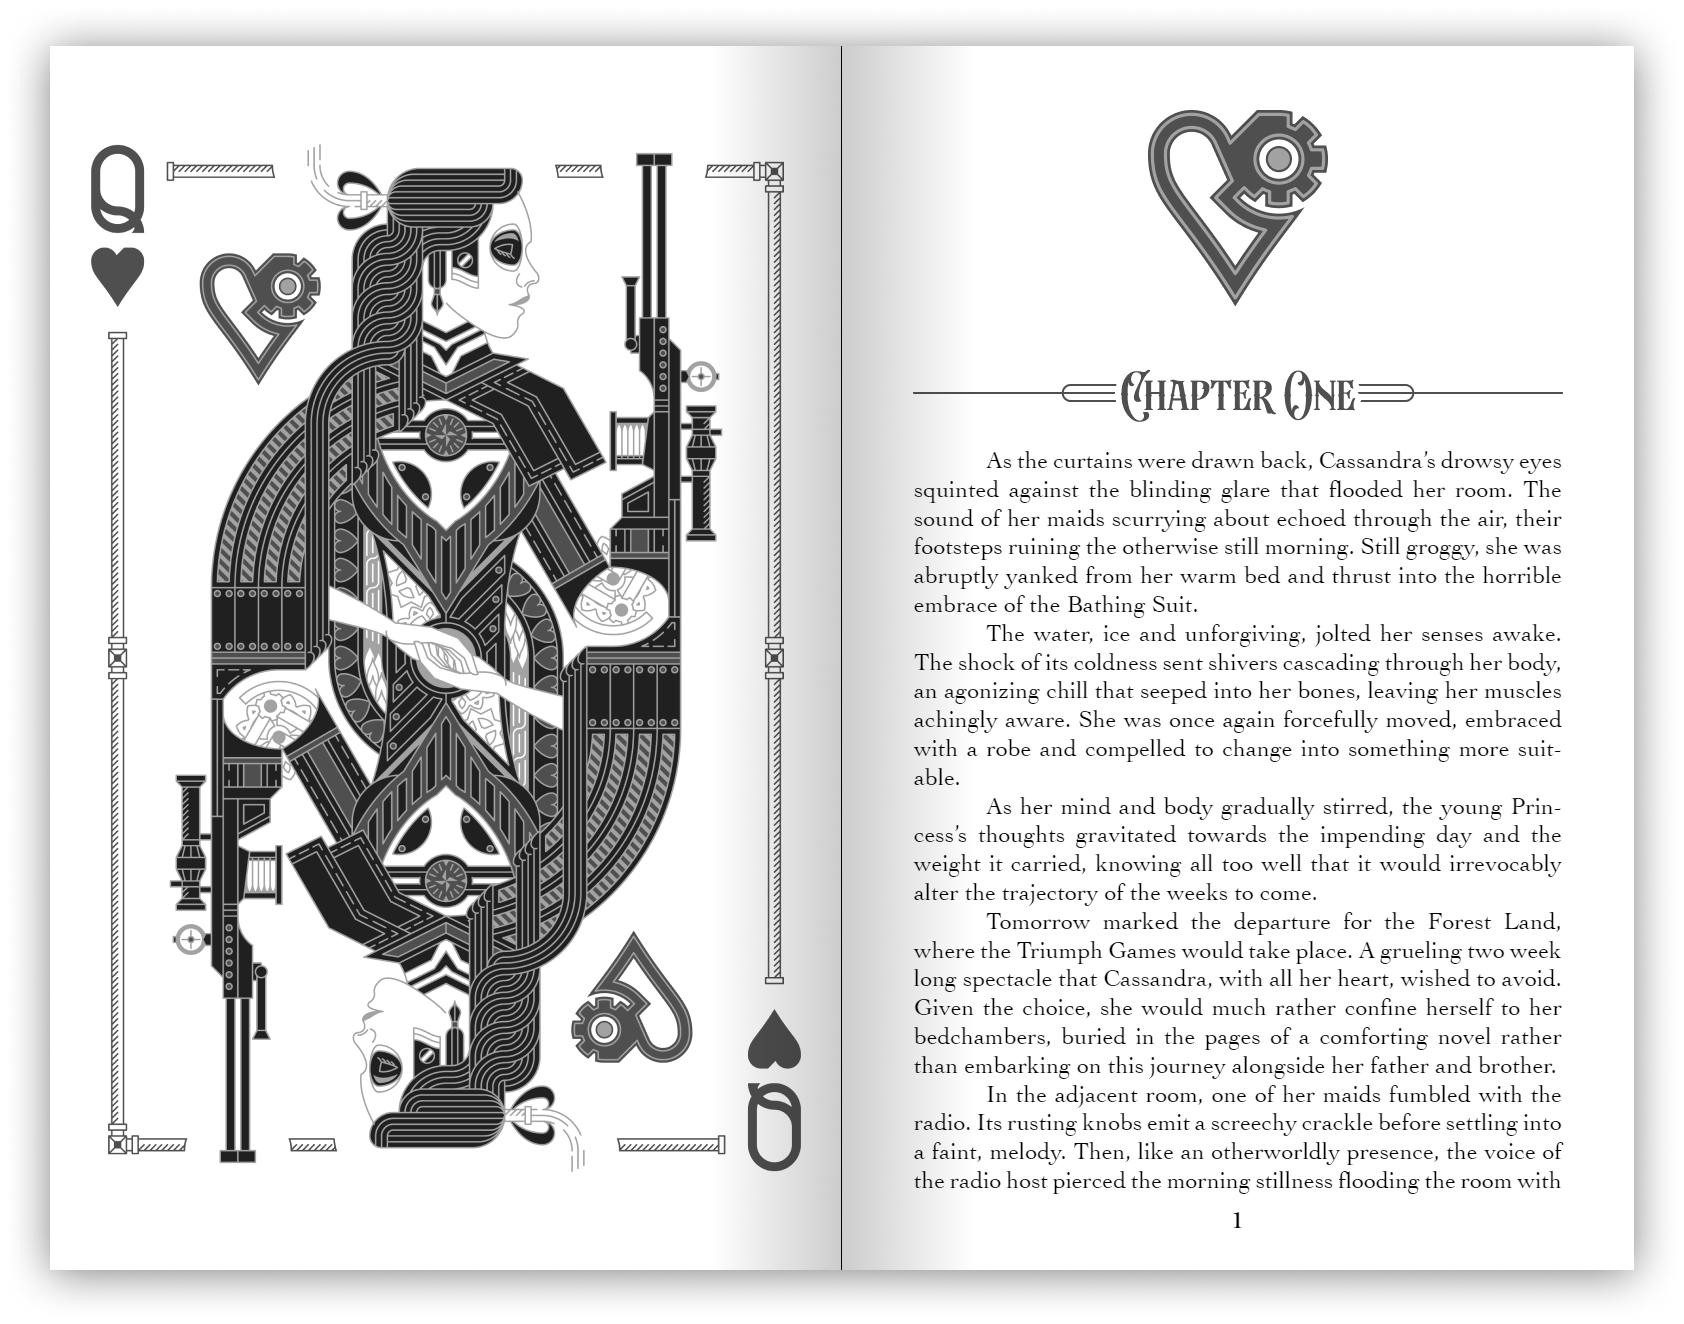 Q
Q
CHAPTER ONE
As the curtains were drawn back, Cassandra’s drowsy eyes
squinted against the blinding glare that flooded her room. The
sound of her maids scurrying about echoed through the air, their
footsteps ruining the otherwise still morning. Still groggy, she was
abruptly yanked from her warm bed and thrust into the horrible
embrace of the Bathing Suit.
The water, ice and unforgiving, jolted her senses awake.
The shock of its coldness sent shivers cascading through her body,
an agonizing chill that seeped into her bones, leaving her muscles
achingly aware. She was once again forcefully moved, embraced
with a robe and compelled to change into something more suit-
able.
As her mind and body gradually stirred, the young Prin-
cess’s thoughts gravitated towards the impending day and the
weight it carried, knowing all too well that it would irrevocably
alter the trajectory of the weeks to come.
Tomorrow marked the departure for the Forest Land,
where the Triumph Games would take place. A grueling two week
long spectacle that Cassandra, with all her heart, wished to avoid.
Given the choice, she would much rather confine herself to her
bedchambers, buried in the pages of a comforting novel rather
than embarking on this journey alongside her father and brother.
In the adjacent room, one of her maids fumbled with the
radio. Its rusting knobs emit a screechy crackle before settling into
a faint, melody. Then, like an otherworldly presence, the voice of
the radio host pierced the morning stillness flooding the room with
1